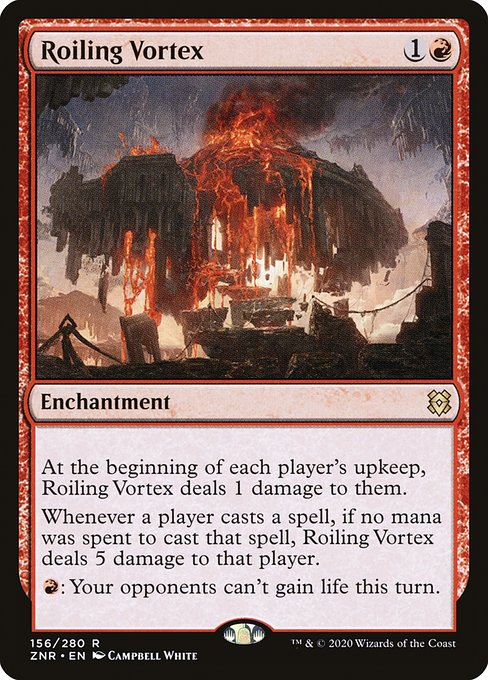 Roiling Vortex 1
Enchantment
At the beginning of each player's upkeep,
Roiling Vortex deals 1 damage to them.
Whenever a player casts a spell, if no mana
was spent to cast that spell, Roiling Vortex
deals 5 damage to that player.
: Your opponents can't gain life this turn.
156/280 R
ZNR • EN CAMPBELL WHITE
™ & © 2020 Wizards of the Coast